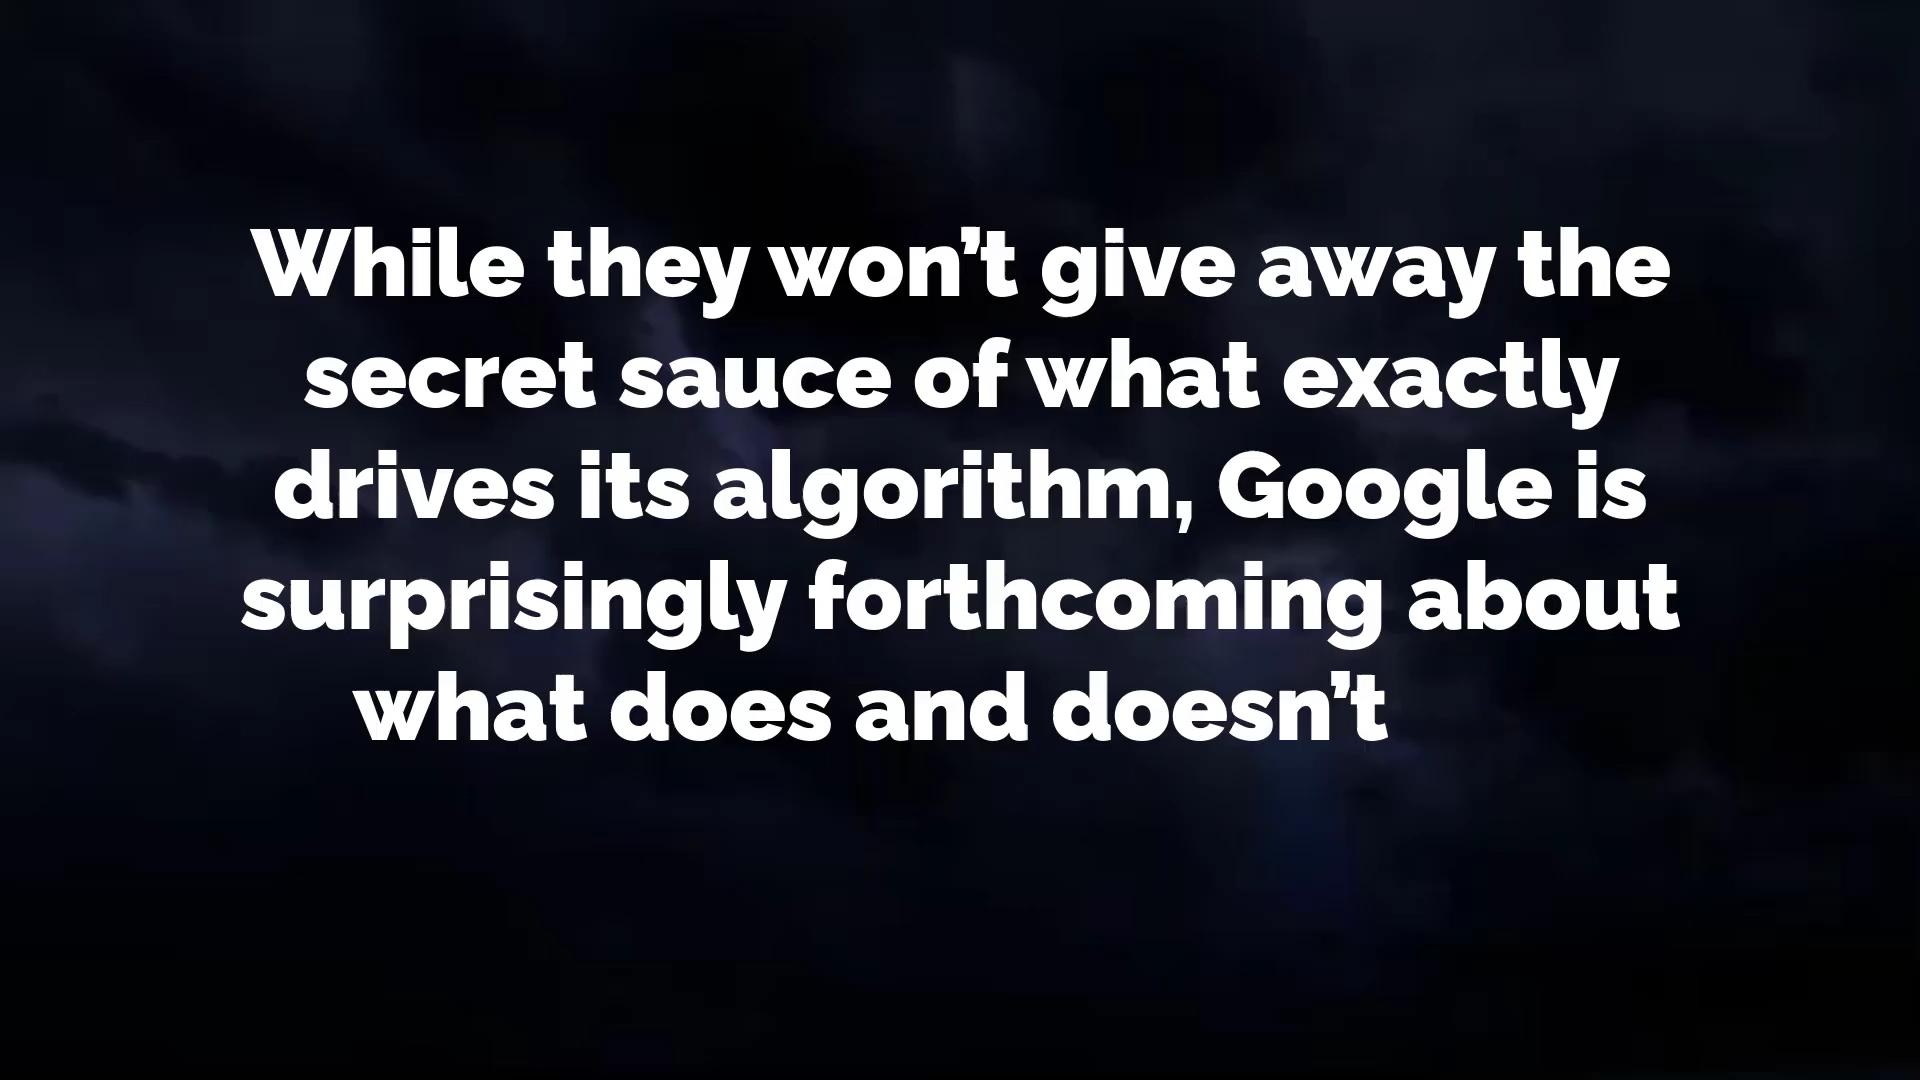 While they won’t give away the
secret sauce of what exactly
drives its algorithm, Google is
surprisingly forthcoming about
what does and doesn’t